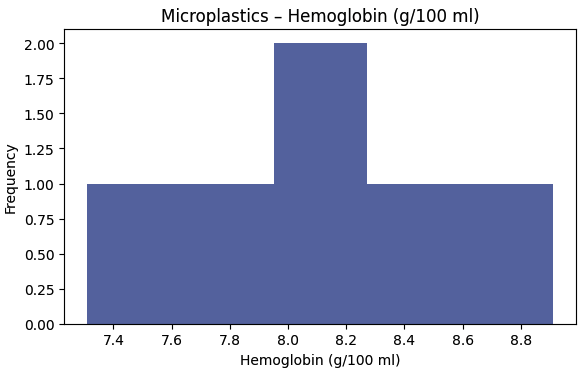 Microplastics – Hemoglobin (g/100 ml)
2.00
1.75
1.50
1.25
1.00
0.75
0.50
0.25
0.00
Frequency
7.4 7.6 7.8 8.0 8.2 8.4 8.6 8.8
Hemoglobin (g/100 ml)